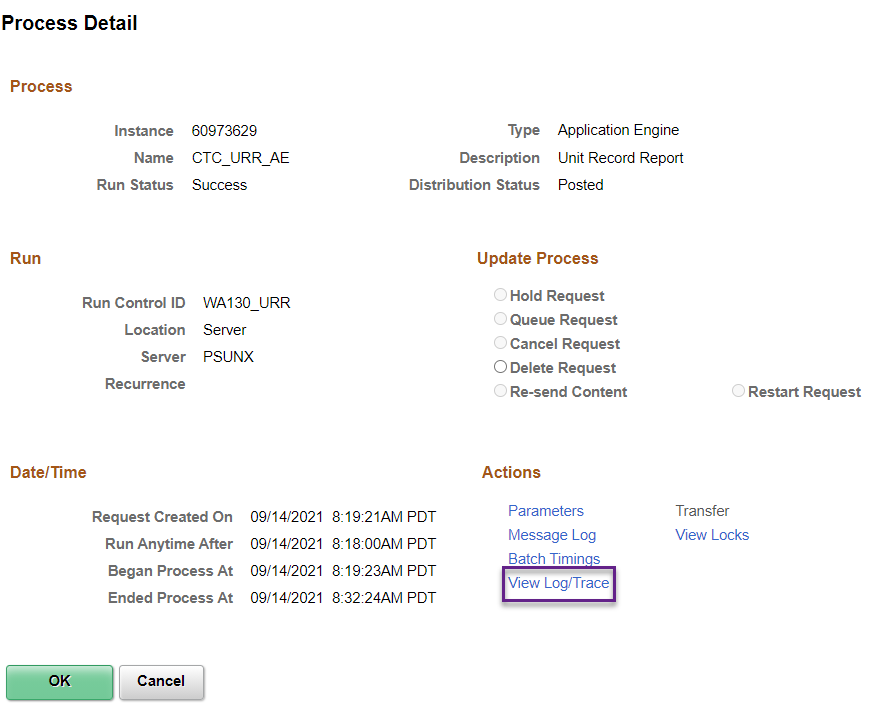 Process Detail
Process
Instance 60973629 Type Application Engine
Name CTC_URR_AE Description Unit Record Report
Run Status Success Distribution Status Posted
Run
Run Control ID WA130_URR
Location Server
Server PSUNX
Recurrence
Update Process
Hold Request
Queue Request
Cancel Request
Delete Request
Re-send Content Restart Request
Date/Time
Request Created On 09/14/2021 8:19:21AM PDT
Run Anytime After 09/14/2021 8:18:00AM PDT
Began Process At 09/14/2021 8:19:23AM PDT
Ended Process At 09/14/2021 8:32:24AM PDT
Actions
Parameters Transfer
Message Log View Locks
Batch Timings
View Log/Trace
OK Cancel